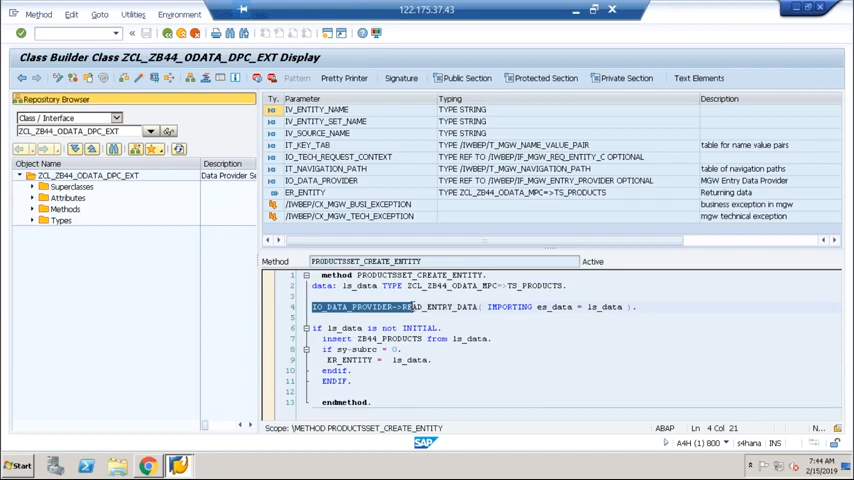 122.175.37.43
Method Edit Goto Utilities Environment
Class Builder Class ZCL_ZB44_ODATA_DPC_EXT Display
Pattern Pretty Printer Signature Public Section Protected Section Private Section Text Elements
Repository Browser
Class / Interface
ZCL_ZB44_ODATA_DPC_EXT
Object Name Description
ZCL_ZB44_ODATA_DPC_EXT Data Provider S
Superclasses
Attributes
Methods
Types
Ty. Parameter Typing Description
IV_ENTITY_NAME TYPE STRING
IV_ENTITY_SET_NAME TYPE STRING
IV_SOURCE_NAME TYPE STRING
IT_KEY_TAB TYPE /IWBEP/T_MGW_NAME_VALUE_PAIR table for name value pairs
IO_TECH_REQUEST_CONTEXT TYPE REF TO /IWBEP/IF_MGW_REQ_ENTITY_C OPTIONAL
IT_NAVIGATION_PATH TYPE /IWBEP/T_MGW_NAVIGATION_PATH table of navigation paths
IO_DATA_PROVIDER TYPE REF TO /IWBEP/IF_MGW_ENTRY_PROVIDER OPTIONAL MGW Entry Data Provider
ER_ENTITY TYPE ZCL_ZB44_ODATA_MPC=>TS_PRODUCTS Returning data
/IWBEP/CX_MGW_BUSI_EXCEPTION business exception in mgw
/IWBEP/CX_MGW_TECH_EXCEPTION mgw technical exception
Method PRODUCTSSET_CREATE_ENTITY Active
1 method PRODUCTSSET_CREATE_ENTITY.
2 data: ls_data TYPE ZCL_ZB44_ODATA_MPC=>TS_PRODUCTS.
3
4 IO_DATA_PROVIDER->READ_ENTRY_DATA( IMPORTING es_data = ls_data ).
5
6 if ls_data is not INITIAL.
7 insert ZB44_PRODUCTS from ls_data.
8 if sy-subrc = 0.
9 ER_ENTITY = ls_data.
10 endif.
11 ENDIF.
12
13 endmethod.
Scope: \METHOD PRODUCTSSET_CREATE_ENTITY ABAP Ln 4 Col 21 N...
SAP
A4H (1) 800 s4hana INS
Start
7:44 AM
2/15/2019